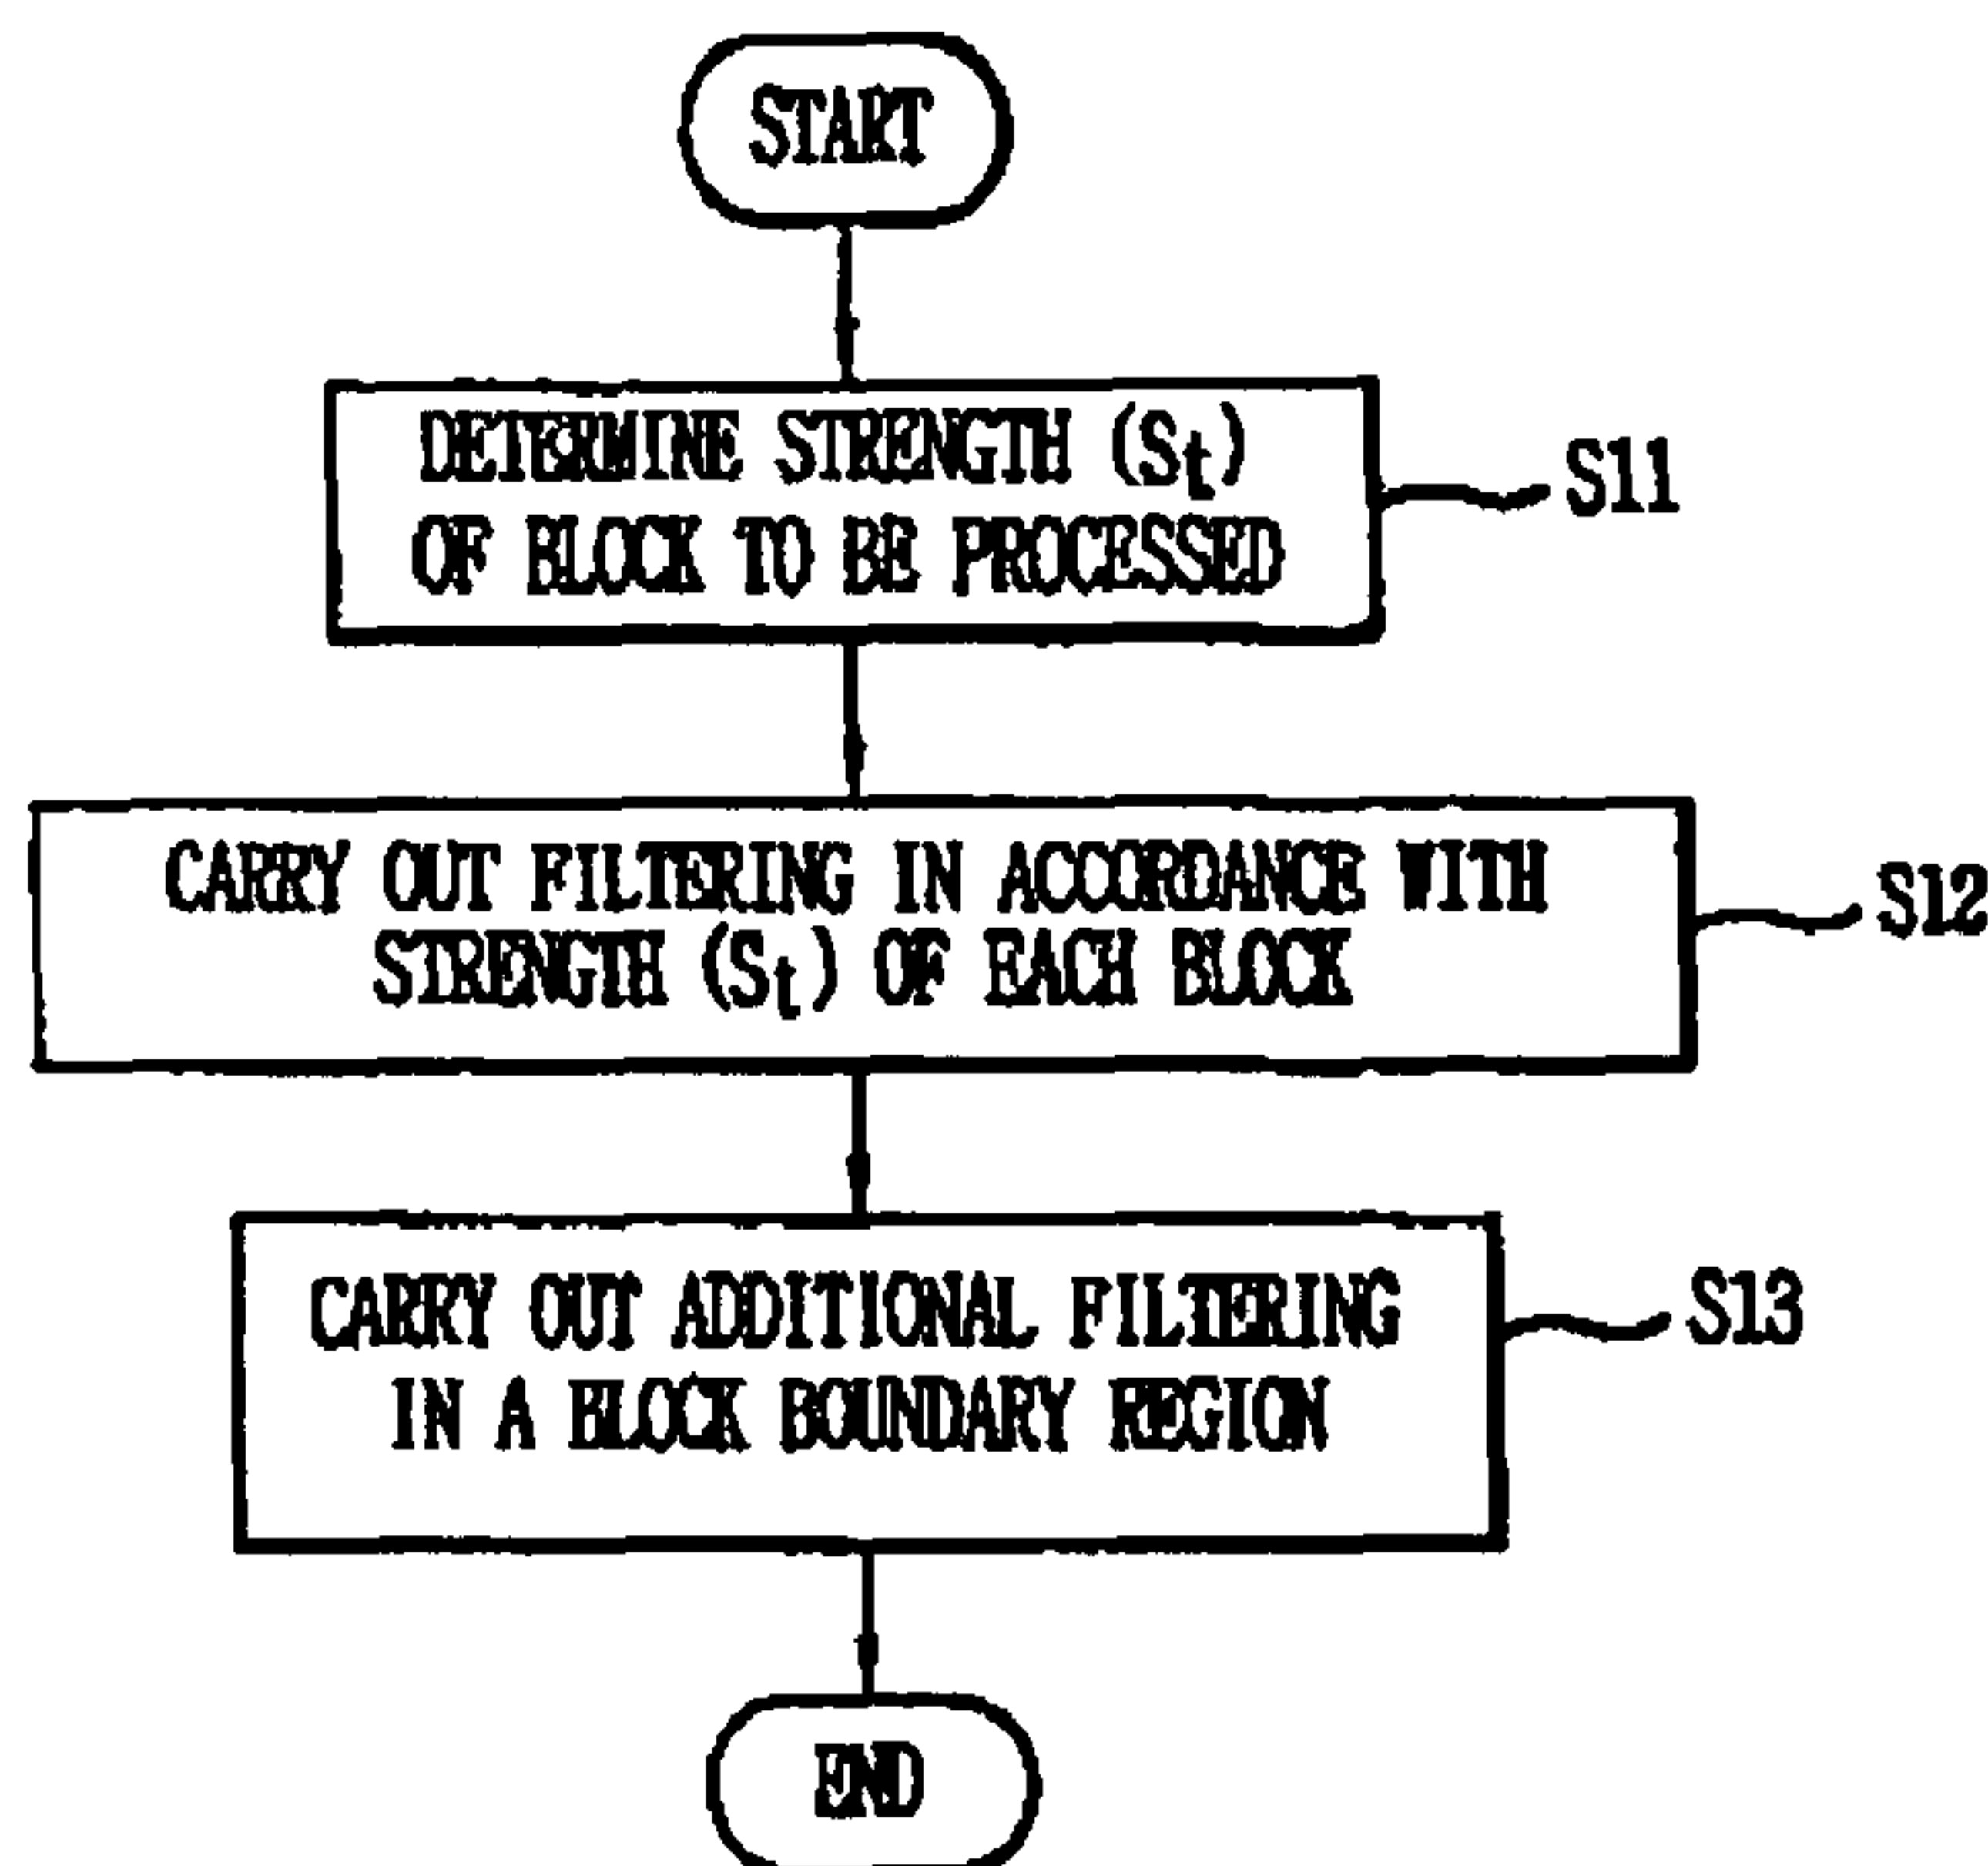 START
DETERMINE STRENGTH (St)
OF BLOCK TO BE PROCESSED
S11
CARRY OUT FILTERING IN ACCORDANCE WITH
STRENGTH (St) OF EACH BLOCK
S12
CARRY OUT ADDITIONAL FILTERING
IN A BLOCK BOUNDARY REGION
S13
END